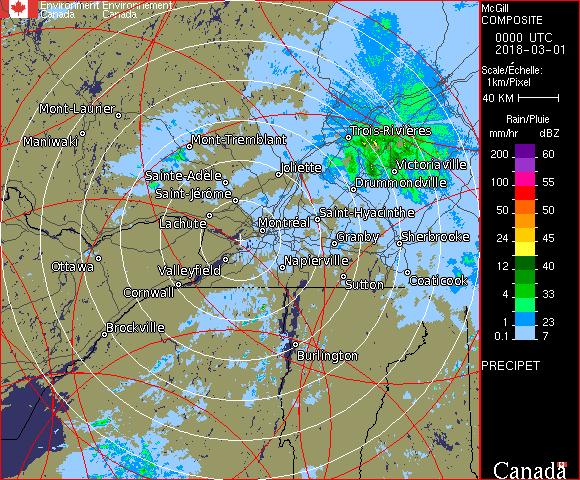 Environment Environnement
Canada Canada
McGill
COMPOSITE
0000 UTC
2018-03-01
Scale/Échelle:
1km/Pixel
40 KM
Rain/Pluie
mm/hr dBZ
200 60
100 55
50 50
24 45
12 40
4 33
1 23
0.1 7
PRECIPET
Canada
Mont-Laurier
Maniwaki
Mont-Tremblant
Trois-Rivières
Joliette
Victoriaville
Sainte-Adèle
Drummondville
Saint-Jérôme
Lachute
Saint-Hyacinthe
Montréal
Granby
Sherbrooke
Ottawa
Valleyfield
Napierville
Cornwall
Sutton
Coaticook
Brockville
Burlington